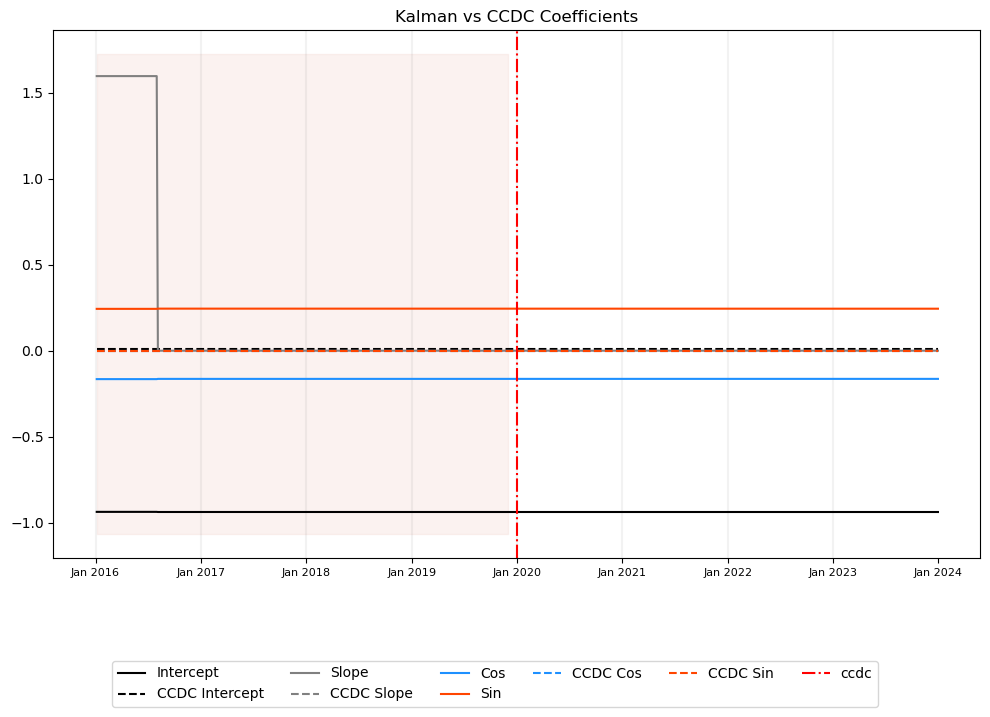 Kalman vs CCDC Coefficients
1.5
1.0
0.5
0.0
−0.5
−1.0
Jan 2016 Jan 2017 Jan 2018 Jan 2019 Jan 2020 Jan 2021 Jan 2022 Jan 2023 Jan 2024
Intercept Slope Cos CCDC Cos CCDC Sin ccdc
CCDC Intercept CCDC Slope Sin